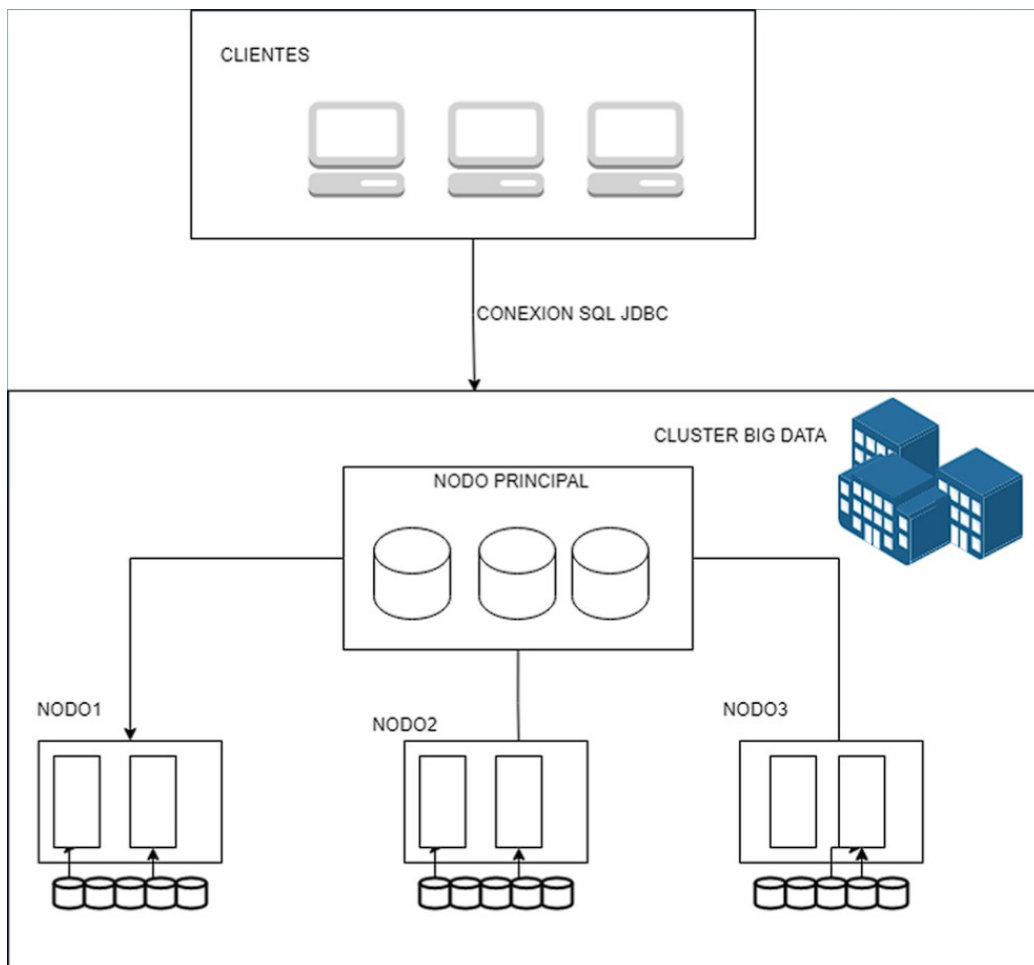 CLIENTES
CONEXION SQL JDBC
CLUSTER BIG DATA
NODO PRINCIPAL
NODO1
NODO2
NODO3